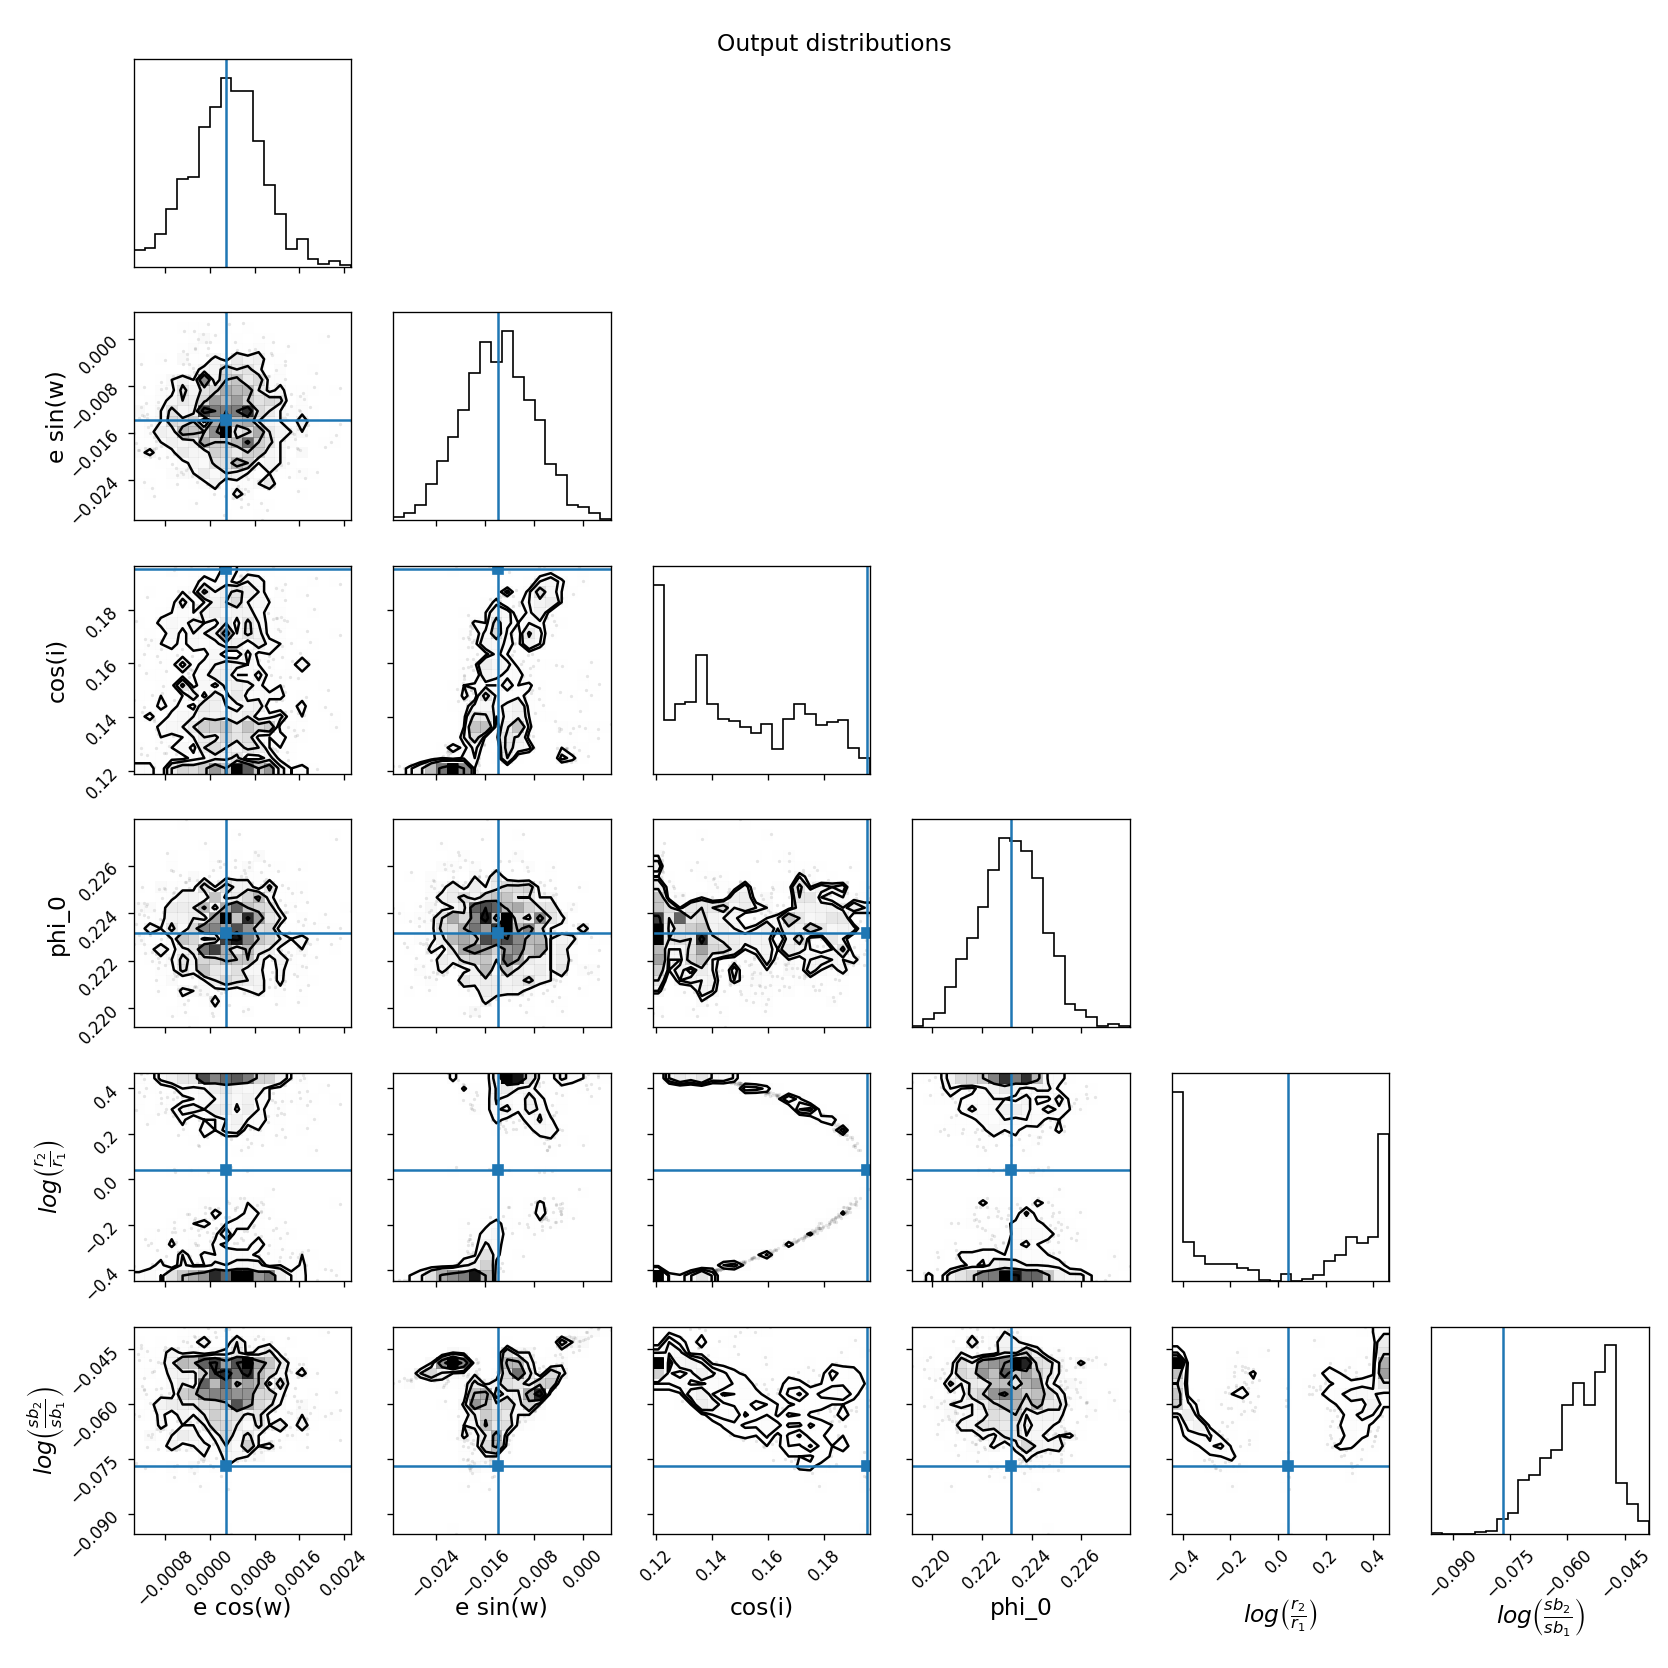 Output distributions
e sin(w)
0.000
−0.008
−0.016
−0.024
cos(i)
0.18
0.16
0.14
0.12
phi_0
0.226
0.224
0.222
0.220
log(r₂/r₁)
0.4
0.2
0.0
−0.2
−0.4
log(sb₂/sb₁)
−0.045
−0.060
−0.075
−0.090
−0.0008 0.0000 0.0008 0.0016 0.0024
−0.024 −0.016 −0.008 0.000
0.12 0.14 0.16 0.18
0.220 0.222 0.224 0.226
−0.4 −0.2 0.0 0.2 0.4
−0.090 −0.075 −0.060 −0.045
e cos(w)
e sin(w)
cos(i)
phi_0
log(r₂/r₁)
log(sb₂/sb₁)